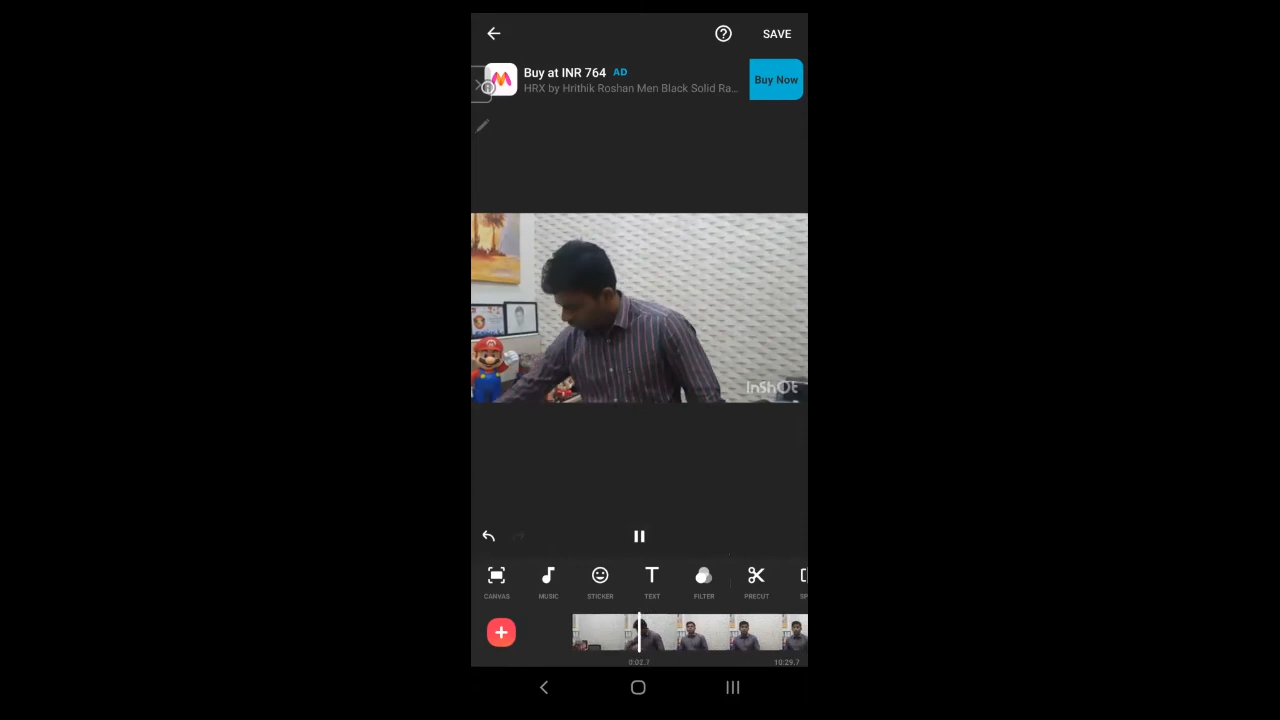 SAVE
Buy at INR 764 AD
HRX by Hrithik Roshan Men Black Solid Ra...
Buy Now
InShOt
CANVAS
MUSIC
STICKER
TEXT
FILTER
PRECUT
SP
0:02.7
10:29.7